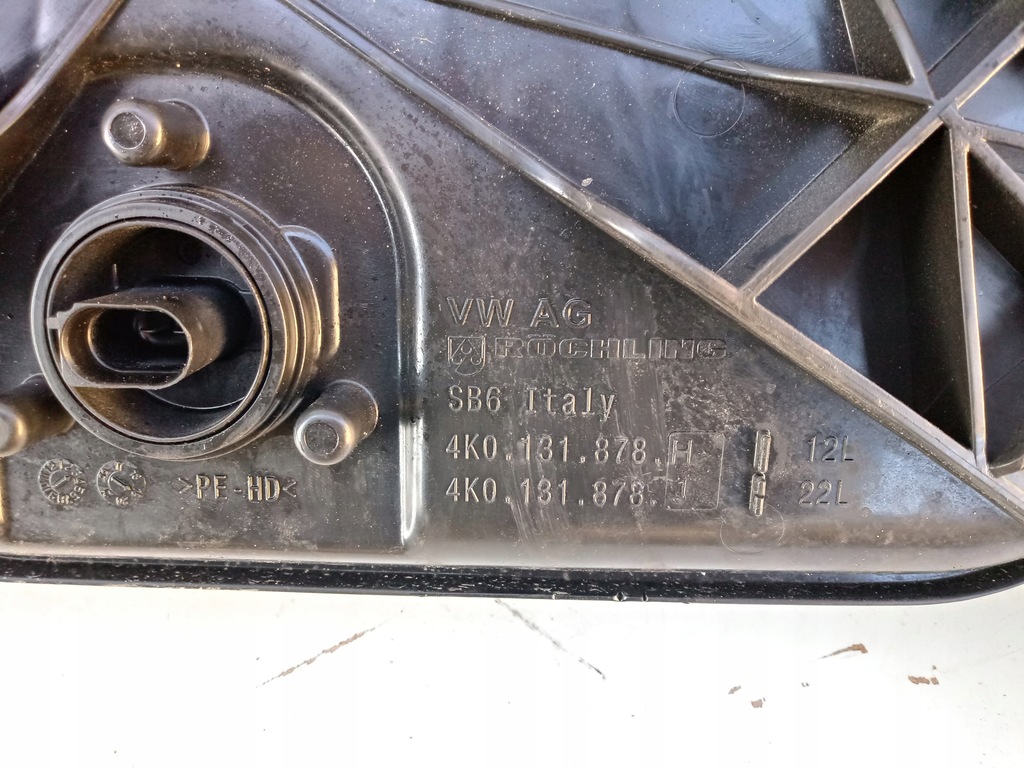 VW AG
RÖCHLING
SB6 Italy
4K0.131.878.H 12L
4K0.131.878.J 22L
>PE-HD<